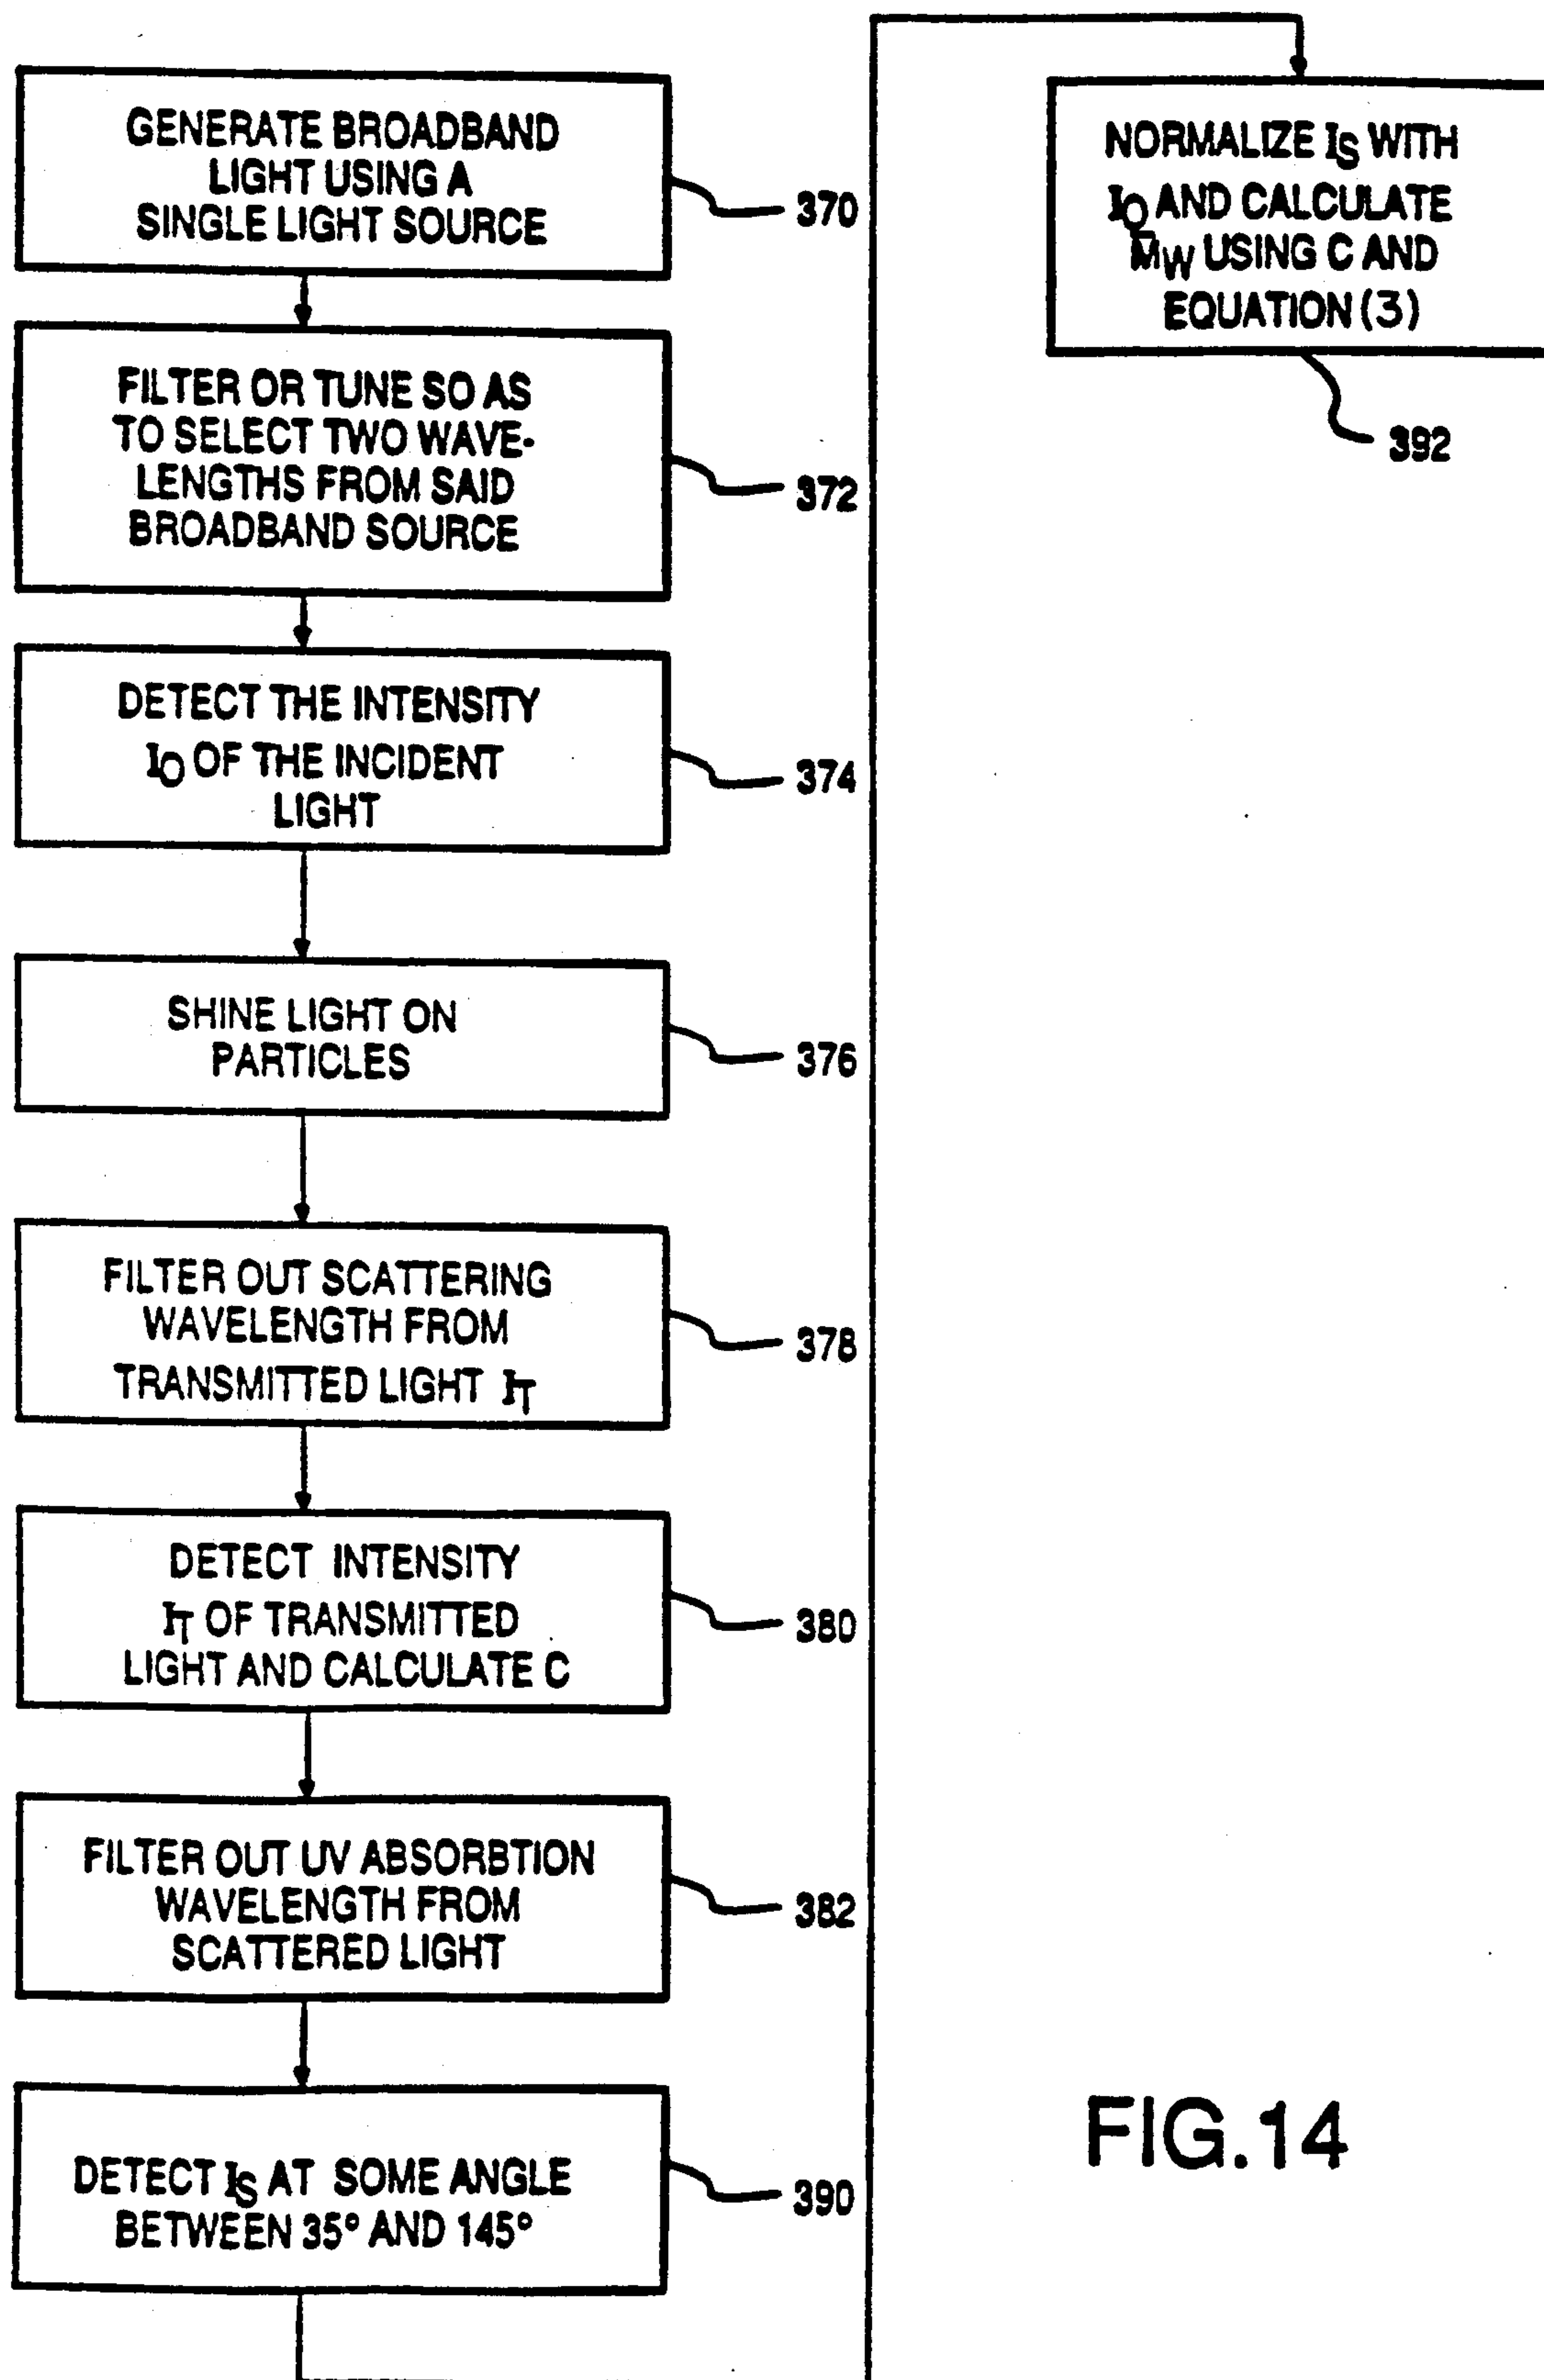 GENERATE BROADBAND
LIGHT USING A
SINGLE LIGHT SOURCE
370
FILTER OR TUNE SO AS
TO SELECT TWO WAVE-
LENGTHS FROM SAID
BROADBAND SOURCE
372
DETECT THE INTENSITY
IO OF THE INCIDENT
LIGHT
374
SHINE LIGHT ON
PARTICLES
376
FILTER OUT SCATTERING
WAVELENGTH FROM
TRANSMITTED LIGHT IT
378
DETECT INTENSITY
IT OF TRANSMITTED
LIGHT AND CALCULATE C
380
FILTER OUT UV ABSORBTION
WAVELENGTH FROM
SCATTERED LIGHT
382
DETECT IS AT SOME ANGLE
BETWEEN 35° AND 145°
390
NORMALIZE IS WITH
IO AND CALCULATE
M̄W USING C AND
EQUATION (3)
392
FIG.14